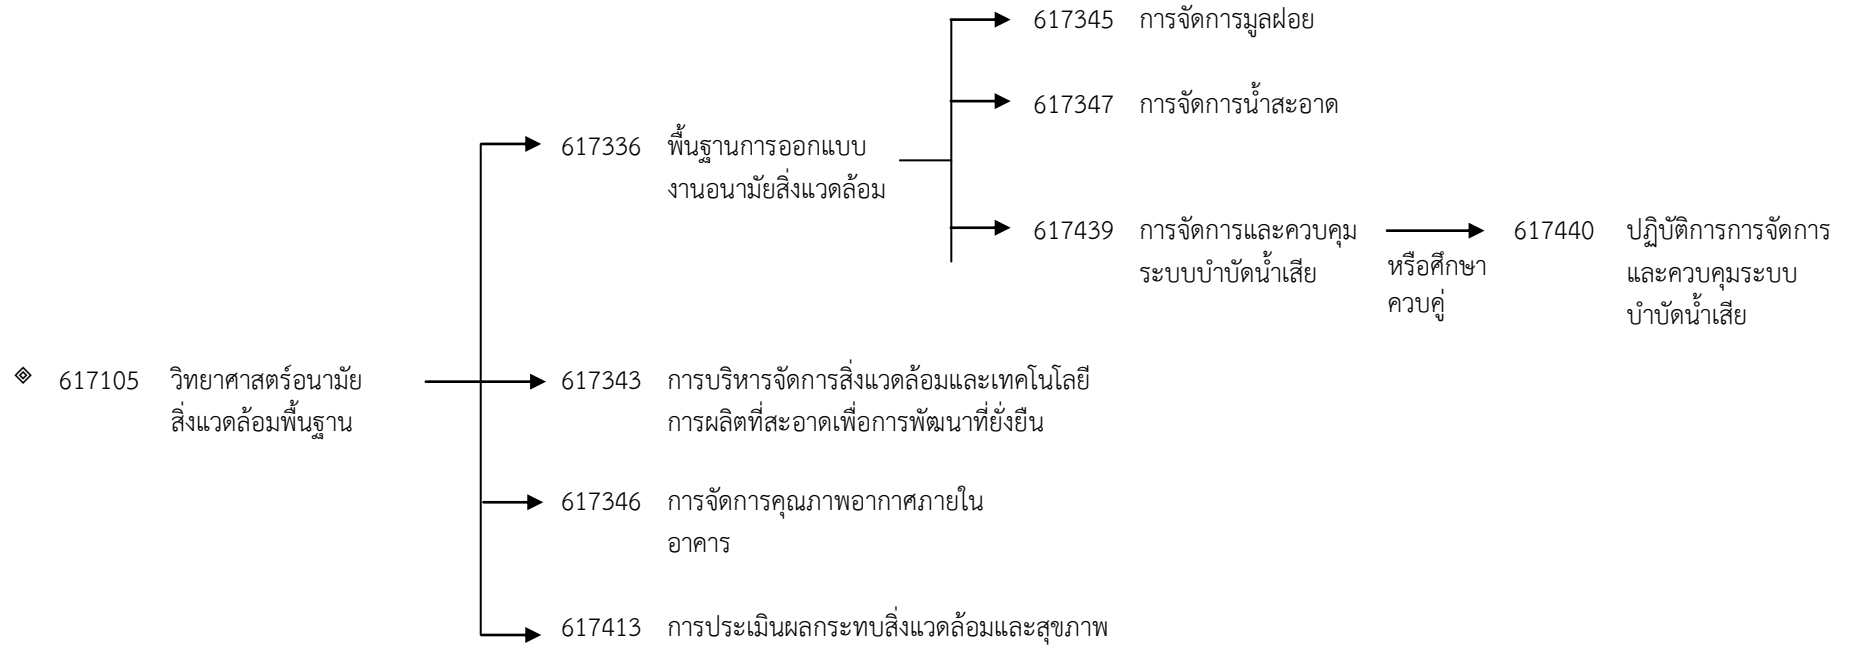 617345 การจัดการมูลฝอย
617347 การจัดการน้ำสะอาด
617336 พื้นฐานการออกแบบ
งานอนามัยสิ่งแวดล้อม
617439 การจัดการและควบคุม
ระบบบำบัดน้ำเสีย
หรือศึกษา
ควบคู่
617440 ปฏิบัติการการจัดการ
และควบคุมระบบ
บำบัดน้ำเสีย
617105 วิทยาศาสตร์อนามัย
สิ่งแวดล้อมพื้นฐาน
617343 การบริหารจัดการสิ่งแวดล้อมและเทคโนโลยี
การผลิตที่สะอาดเพื่อการพัฒนาที่ยั่งยืน
617346 การจัดการคุณภาพอากาศภายใน
อาคาร
617413 การประเมินผลกระทบสิ่งแวดล้อมและสุขภาพ